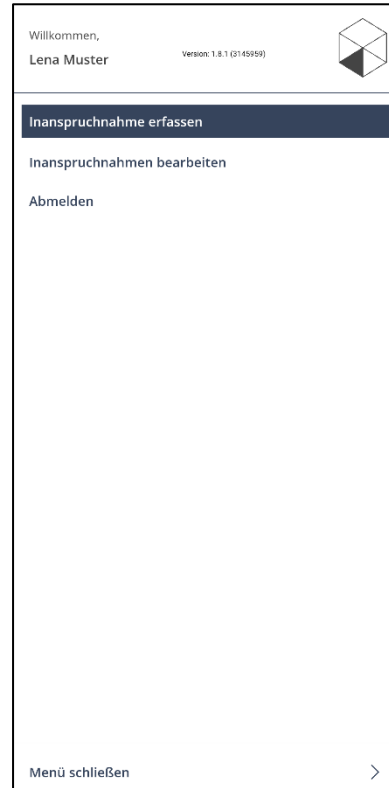 Willkommen,
Lena Muster
Version: 1.8.1 (3145959)
Inanspruchnahme erfassen
Inanspruchnahmen bearbeiten
Abmelden
Menü schließen